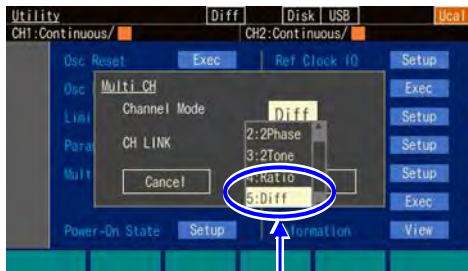 Utility Diff Disk USB Ucal
CH1:Continuous/ CH2:Continuous/
Osc Reset Exec Ref Clock IO Setup
Osc Exec
Multi CH
Channel Mode Diff
Limi Setup
2:2Phase
Para Setup
CH LINK
3:2Tone
Mult Setup
Cancel
4:Ratio
5:Diff
Exec
Power-On State Setup Information View